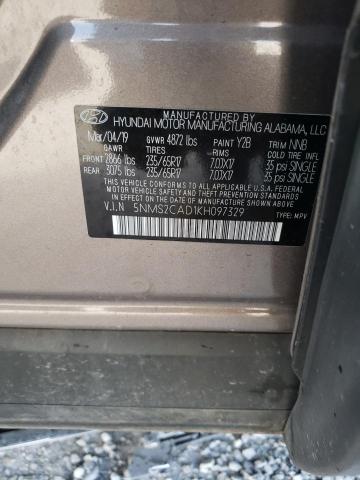 MANUFACTURED BY
HYUNDAI MOTOR MANUFACTURING ALABAMA, LLC
Mar/04/19 GVWR 4872 lbs PAINT Y2B TRIM NNB
GAWR TIRES RIMS COLD TIRE INFL
FRONT 2866 lbs 235/65R17 7.0JX17 35 psi SINGLE
REAR 3075 lbs 235/65R17 7.0JX17 35 psi SINGLE
THIS VEHICLE CONFORMS TO ALL APPLICABLE U.S. FEDERAL
MOTOR VEHICLE SAFETY AND THEFT PREVENTION STANDARDS IN
EFFECT ON THE DATE OF MANUFACTURE SHOWN ABOVE.
V.I.N 5NMS2CAD1KH097329 TYPE: MPV